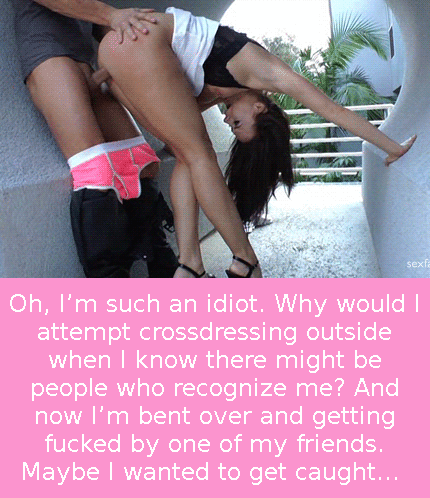 sexfa
Oh, I'm such an idiot. Why would I
attempt crossdressing outside
when I know there might be
people who recognize me? And
now I'm bent over and getting
fucked by one of my friends.
Maybe I wanted to get caught...